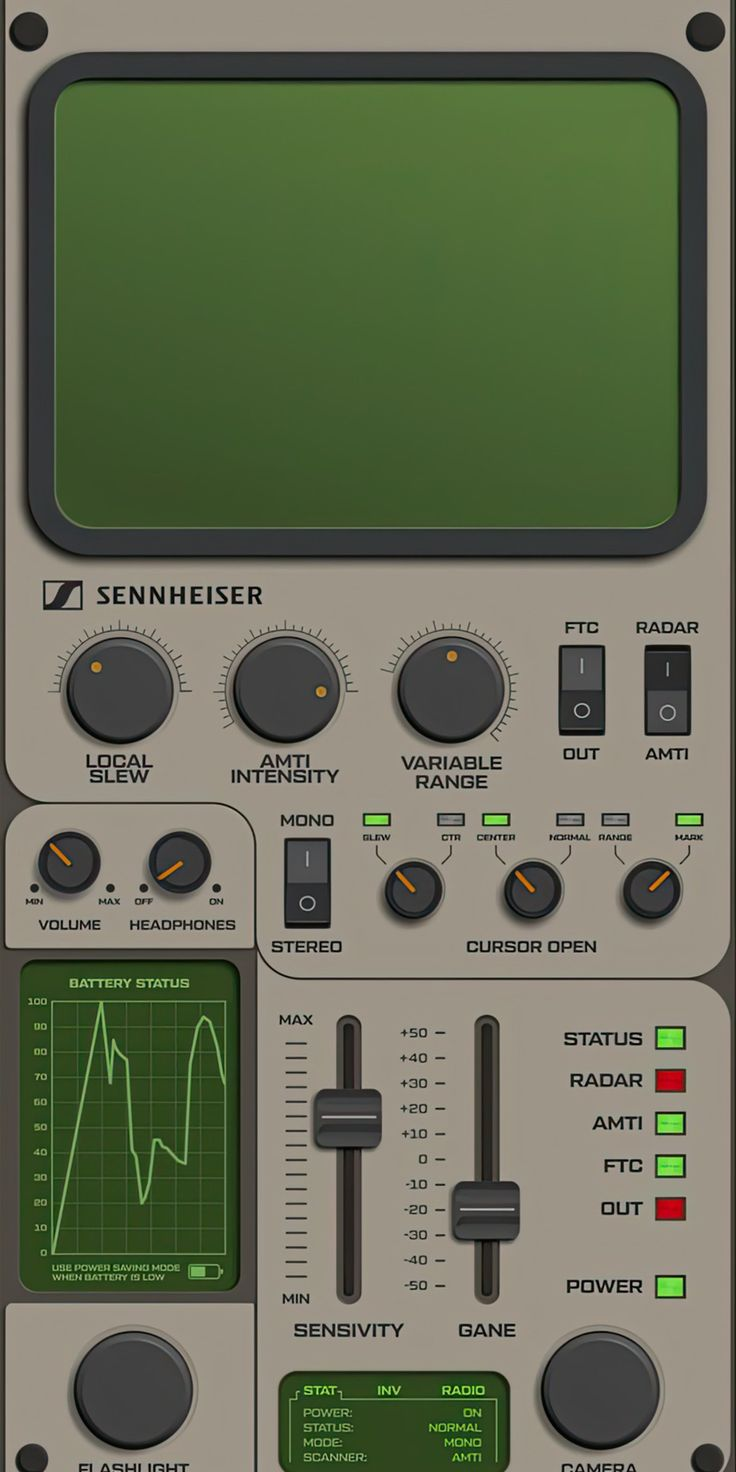 SENNHEISER
FTC
RADAR
LOCAL
SLEW
AMTI
INTENSITY
VARIABLE
RANGE
OUT
AMTI
MONO
SLEW
CTR
CENTER
NORMAL
RANGE
MARK
MIN
MAX
OFF
ON
VOLUME
HEADPHONES
STEREO
CURSOR OPEN
BATTERY STATUS
100
90
80
70
60
50
40
30
20
10
0
USE POWER SAVING MODE
WHEN BATTERY IS LOW
MAX
MIN
SENSIVITY
+50
+40
+30
+20
+10
0
-10
-20
-30
-40
-50
GANE
STATUS
RADAR
AMTI
FTC
OUT
POWER
STAT INV RADIO
POWER: ON
STATUS: NORMAL
MODE: MONO
SCANNER: AMTI
FLASHLIGHT
CAMERA